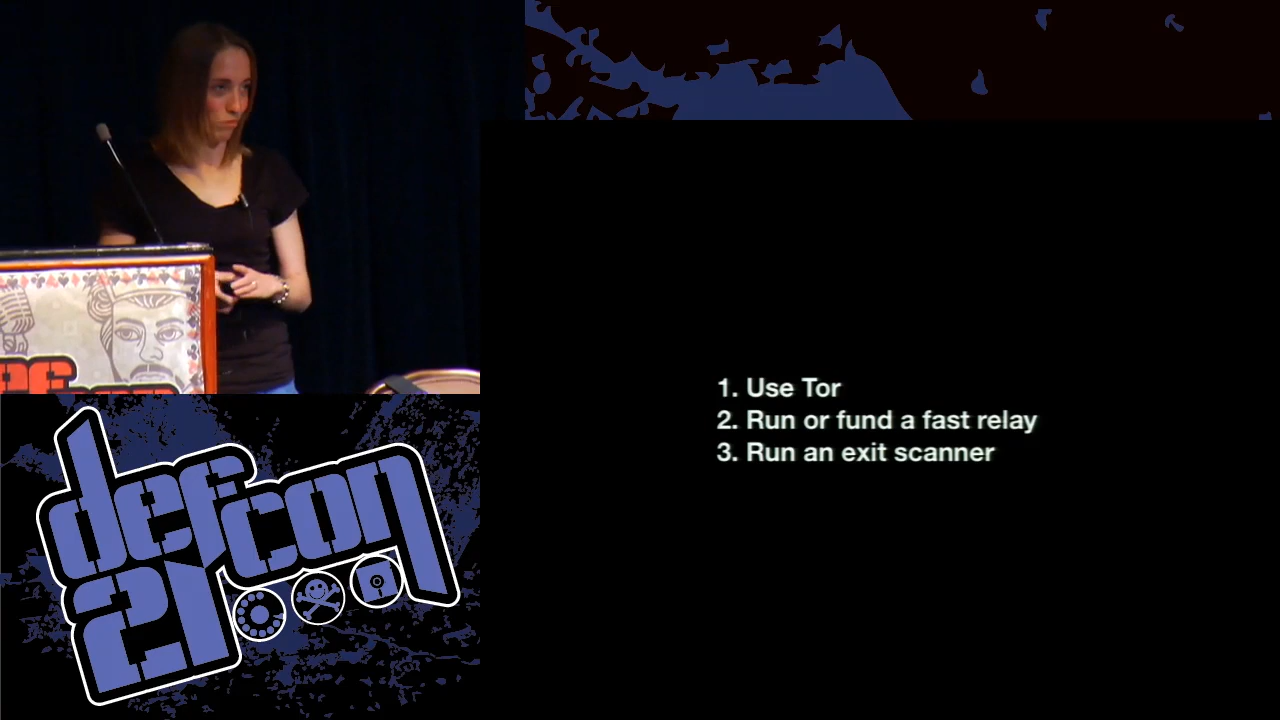 1. Use Tor
2. Run or fund a fast relay
3. Run an exit scanner
defcon
21